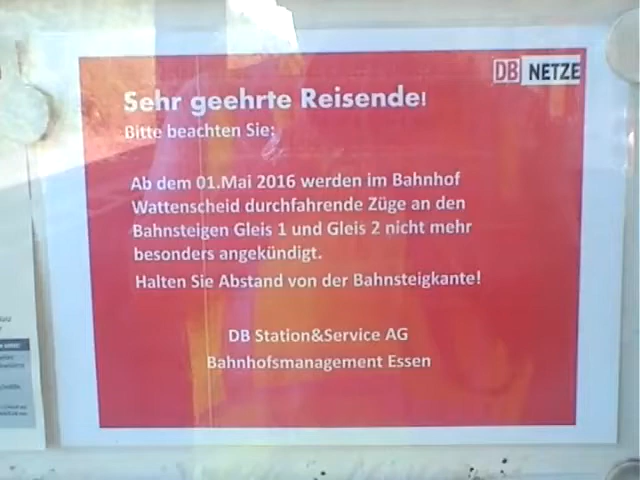 DB NETZE
Sehr geehrte Reisende!
Bitte beachten Sie:
Ab dem 01.Mai 2016 werden im Bahnhof
Wattenscheid durchfahrende Züge an den
Bahnsteigen Gleis 1 und Gleis 2 nicht mehr
besonders angekündigt.
Halten Sie Abstand von der Bahnsteigkante!
DB Station&Service AG
Bahnhofsmanagement Essen